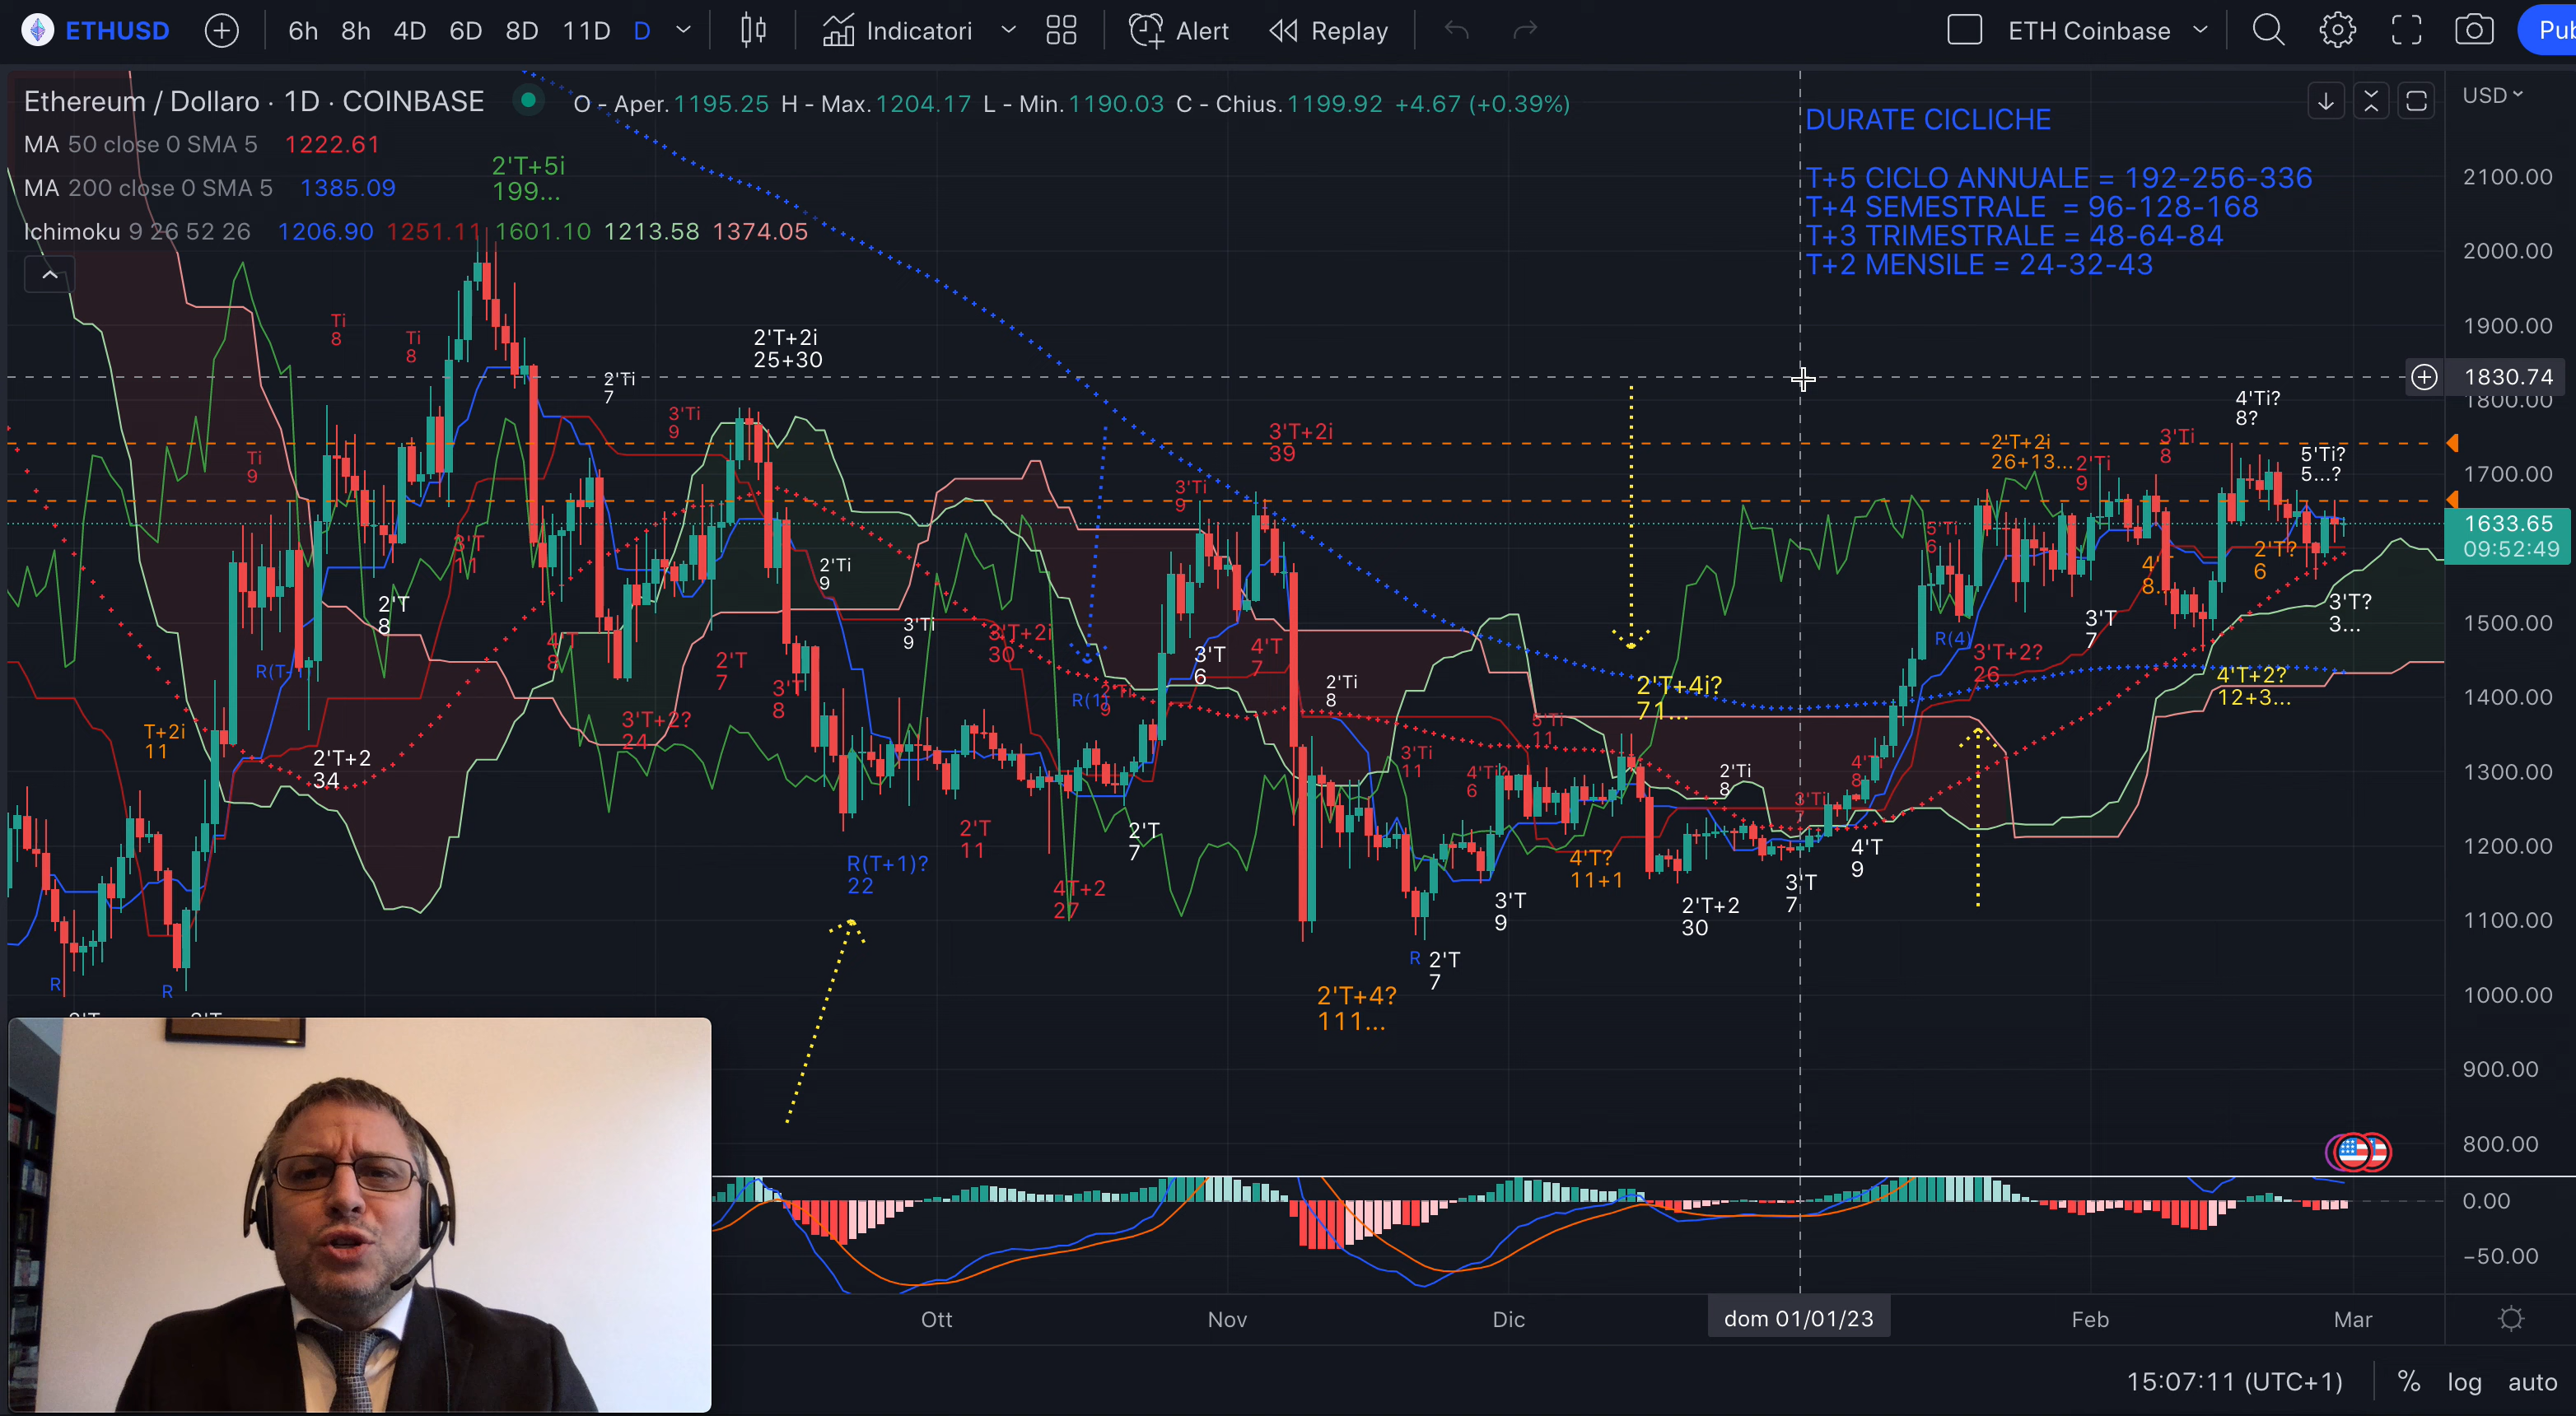 ETHUSD 6h 8h 4D 6D 8D 11D D Indicatori Alert Replay ETH Coinbase Pub
Ethereum / Dollaro · 1D · COINBASE O - Aper.1195.25 H - Max.1204.17 L - Min.1190.03 C - Chius.1199.92 +4.67 (+0.39%)
MA 50 close 0 SMA 5 1222.61
MA 200 close 0 SMA 5 1385.09
Ichimoku 9 26 52 26 1206.90 1251.11 1601.10 1213.58 1374.05
DURATE CICLICHE
T+5 CICLO ANNUALE = 192-256-336
T+4 SEMESTRALE = 96-128-168
T+3 TRIMESTRALE = 48-64-84
T+2 MENSILE = 24-32-43
USD
2100.00
2000.00
1900.00
1830.74
1800.00
1700.00
1633.65
09:52:49
1500.00
1400.00
1300.00
1200.00
1100.00
1000.00
900.00
800.00
0.00
−50.00
2'T+5i
199...
Ti
8
Ti
8
Ti
9
2'Ti
7
2'T+2i
25+30
3'Ti
9
3'T
11
2'T
8
R(T-1)
T+2i
11
2'T+2
34
4'T
8
3'T+2?
24
2'T
7
3'T
8
2'Ti
9
3'Ti
9
3'T+2i
30
R(T+1)?
22
2'T
11
4T+2
27
2'T
7
2'Ti
9
3'Ti
9
3'T+2i
39
3'T
6
4'T
7
2'Ti
8
3'Ti
11
4'Ti?
6
5'Ti
11
2'T+4?
111...
R
2'T
7
3'T
9
4'T?
11+1
2'T+4i?
71...
2'T+2
30
2'Ti
8
3'Ti
7
3'T
7
4'T
9
5'Ti
6
R(4)
3'T+2?
26
2'T+2i
26+13...
2'Ti
9
3'Ti
8
3'T
7
4'Ti?
8?
5'Ti?
5...?
2'T?
6
3'T?
3...
4'T+2?
12+3...
R
R
Ott Nov Dic dom 01/01/23 Feb Mar
15:07:11 (UTC+1) % log auto